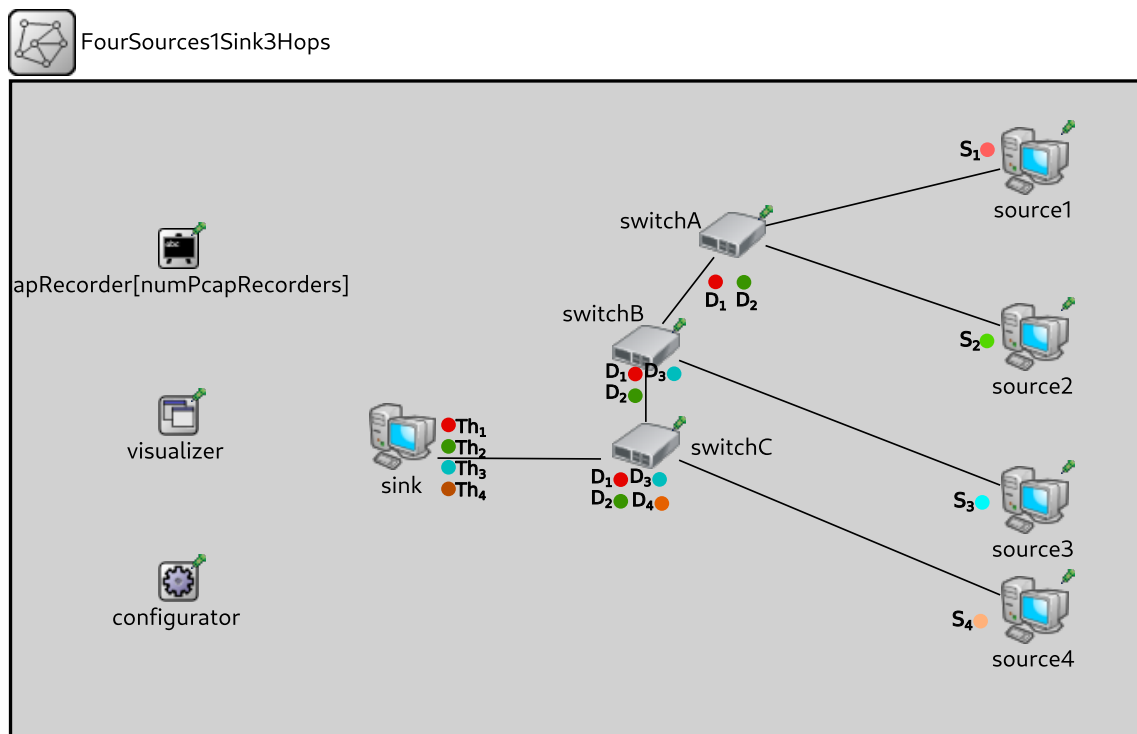 FourSources1Sink3Hops
S₁
source1
switchA
apRecorder[numPcapRecorders]
D₁ D₂
switchB
S₂
source2
D₁ D₃
D₂
visualizer
Th₁
Th₂
Th₃
Th₄
sink
switchC
D₁ D₃
D₂ D₄
S₃
source3
configurator
S₄
source4
abc